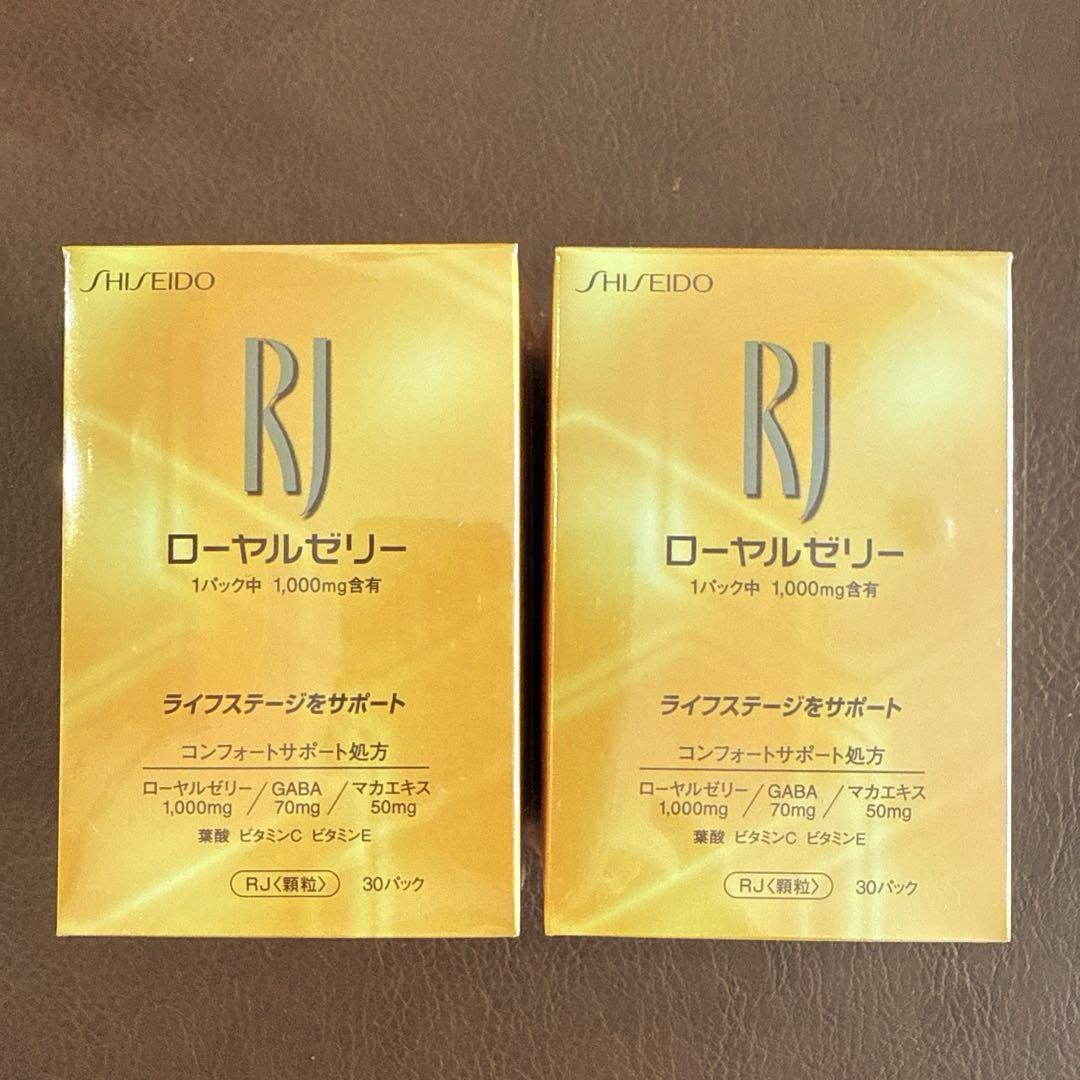 SHISEIDO
RJ
ローヤルゼリー
1パック中 1,000mg含有
ライフステージをサポート
コンフォートサポート処方
ローヤルゼリー / GABA / マカエキス
1,000mg / 70mg / 50mg
葉酸 ビタミンC ビタミンE
RJ〈顆粒〉 30パック
SHISEIDO
RJ
ローヤルゼリー
1パック中 1,000mg含有
ライフステージをサポート
コンフォートサポート処方
ローヤルゼリー / GABA / マカエキス
1,000mg / 70mg / 50mg
葉酸 ビタミンC ビタミンE
RJ〈顆粒〉 30パック